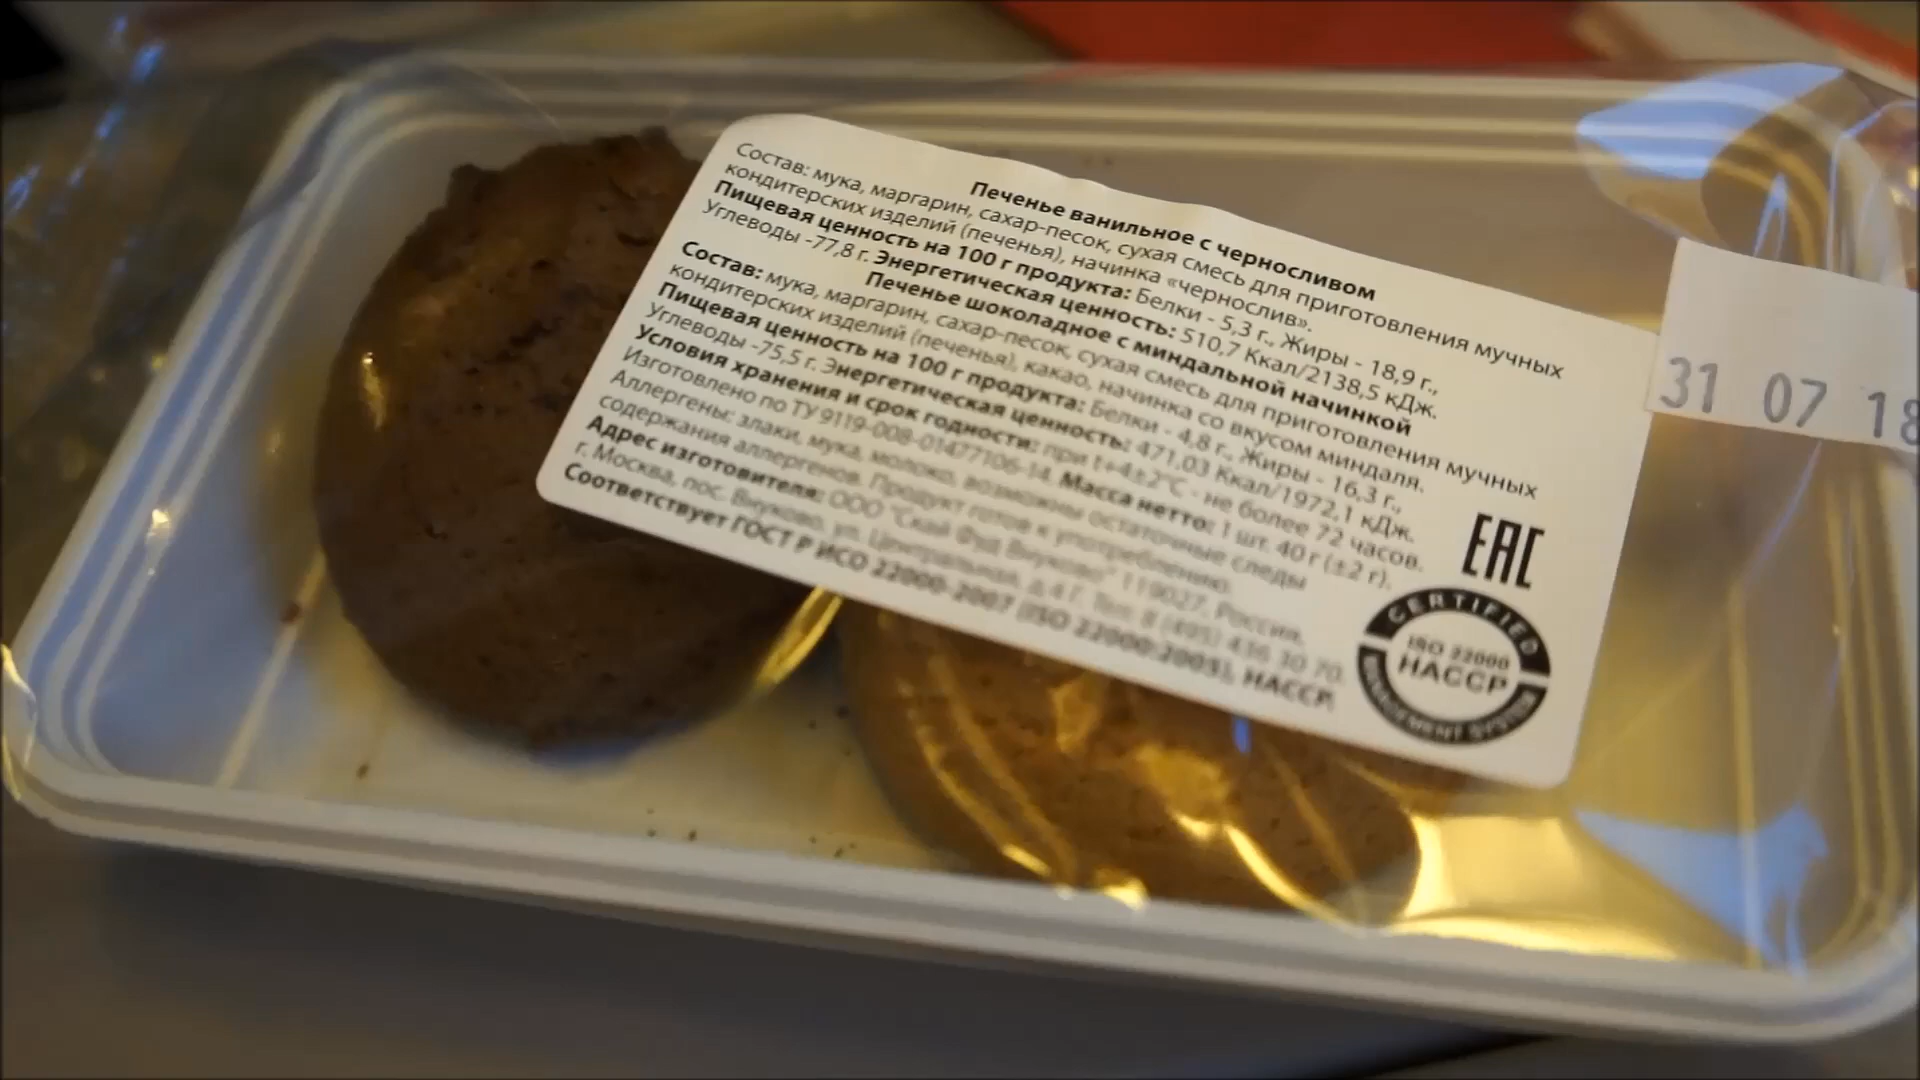 Печенье ванильное с черносливом
Состав: мука, маргарин, сахар-песок, сухая смесь для приготовления мучных
кондитерских изделий (печенья), начинка «чернослив».
Пищевая ценность на 100 г продукта: Белки - 5,3 г., Жиры - 18,9 г.,
Углеводы -77,8 г. Энергетическая ценность: 510,7 Ккал/2138,5 кДж.
Печенье шоколадное с миндальной начинкой
Состав: мука, маргарин, сахар-песок, сухая смесь для приготовления мучных
кондитерских изделий (печенья), какао, начинка со вкусом миндаля.
Пищевая ценность на 100 г продукта: Белки - 4,8 г., Жиры - 16,3 г.,
Углеводы -75,5 г. Энергетическая ценность: 471,03 Ккал/1972,1 кДж.
Условия хранения и срок годности: при t+4±2°С - не более 72 часов.
Изготовлено по ТУ 9119-008-01477106-14. Масса нетто: 1 шт. 40 г (±2 г).
Аллергены: злаки, мука, молоко, возможны остаточные следы
содержания аллергенов. Продукт готов к употреблению.
Адрес изготовителя: ООО "Скай Фуд Внуково" 119027, Россия,
г. Москва, пос. Внуково, ул. Центральная, д.4 Г. Тел: 8 (495) 436 30 70.
Соответствует ГОСТ Р ИСО 22000-2007 (ISO 22000:2005), HACCP.
EAC
CERTIFIED
ISO 22000
HACCP
MANAGEMENT SYSTEM
31 07 18